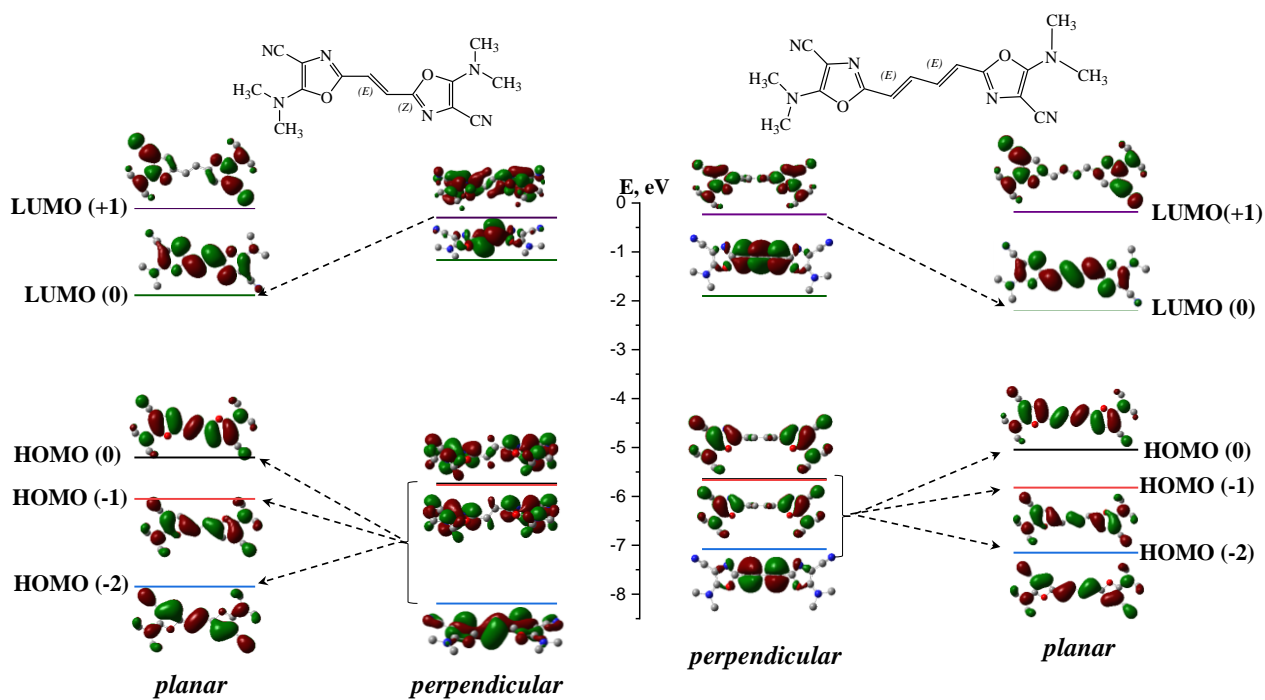 NC
N
O
N
H3C
CH3
(E)
(Z)
O
N
CN
N
CH3
CH3
NC
N
O
N
H3C
H3C
(E)
(E)
O
N
CN
N
CH3
CH3
LUMO (+1)
LUMO (0)
HOMO (0)
HOMO (-1)
HOMO (-2)
planar
perpendicular
E, eV
0
-1
-2
-3
-4
-5
-6
-7
-8
perpendicular
planar
LUMO(+1)
LUMO (0)
HOMO (0)
HOMO (-1)
HOMO (-2)